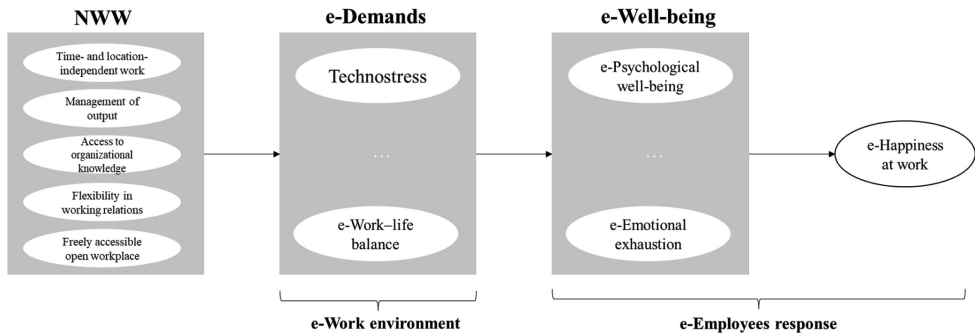 NWW
Time- and location-
independent work
Management of
output
Access to
organizational
knowledge
Flexibility in
working relations
Freely accessible
open workplace
e-Demands
Technostress
...
e-Work–life
balance
e-Work environment
e-Well-being
e-Psychological
well-being
...
e-Emotional
exhaustion
e-Happiness
at work
e-Employees response